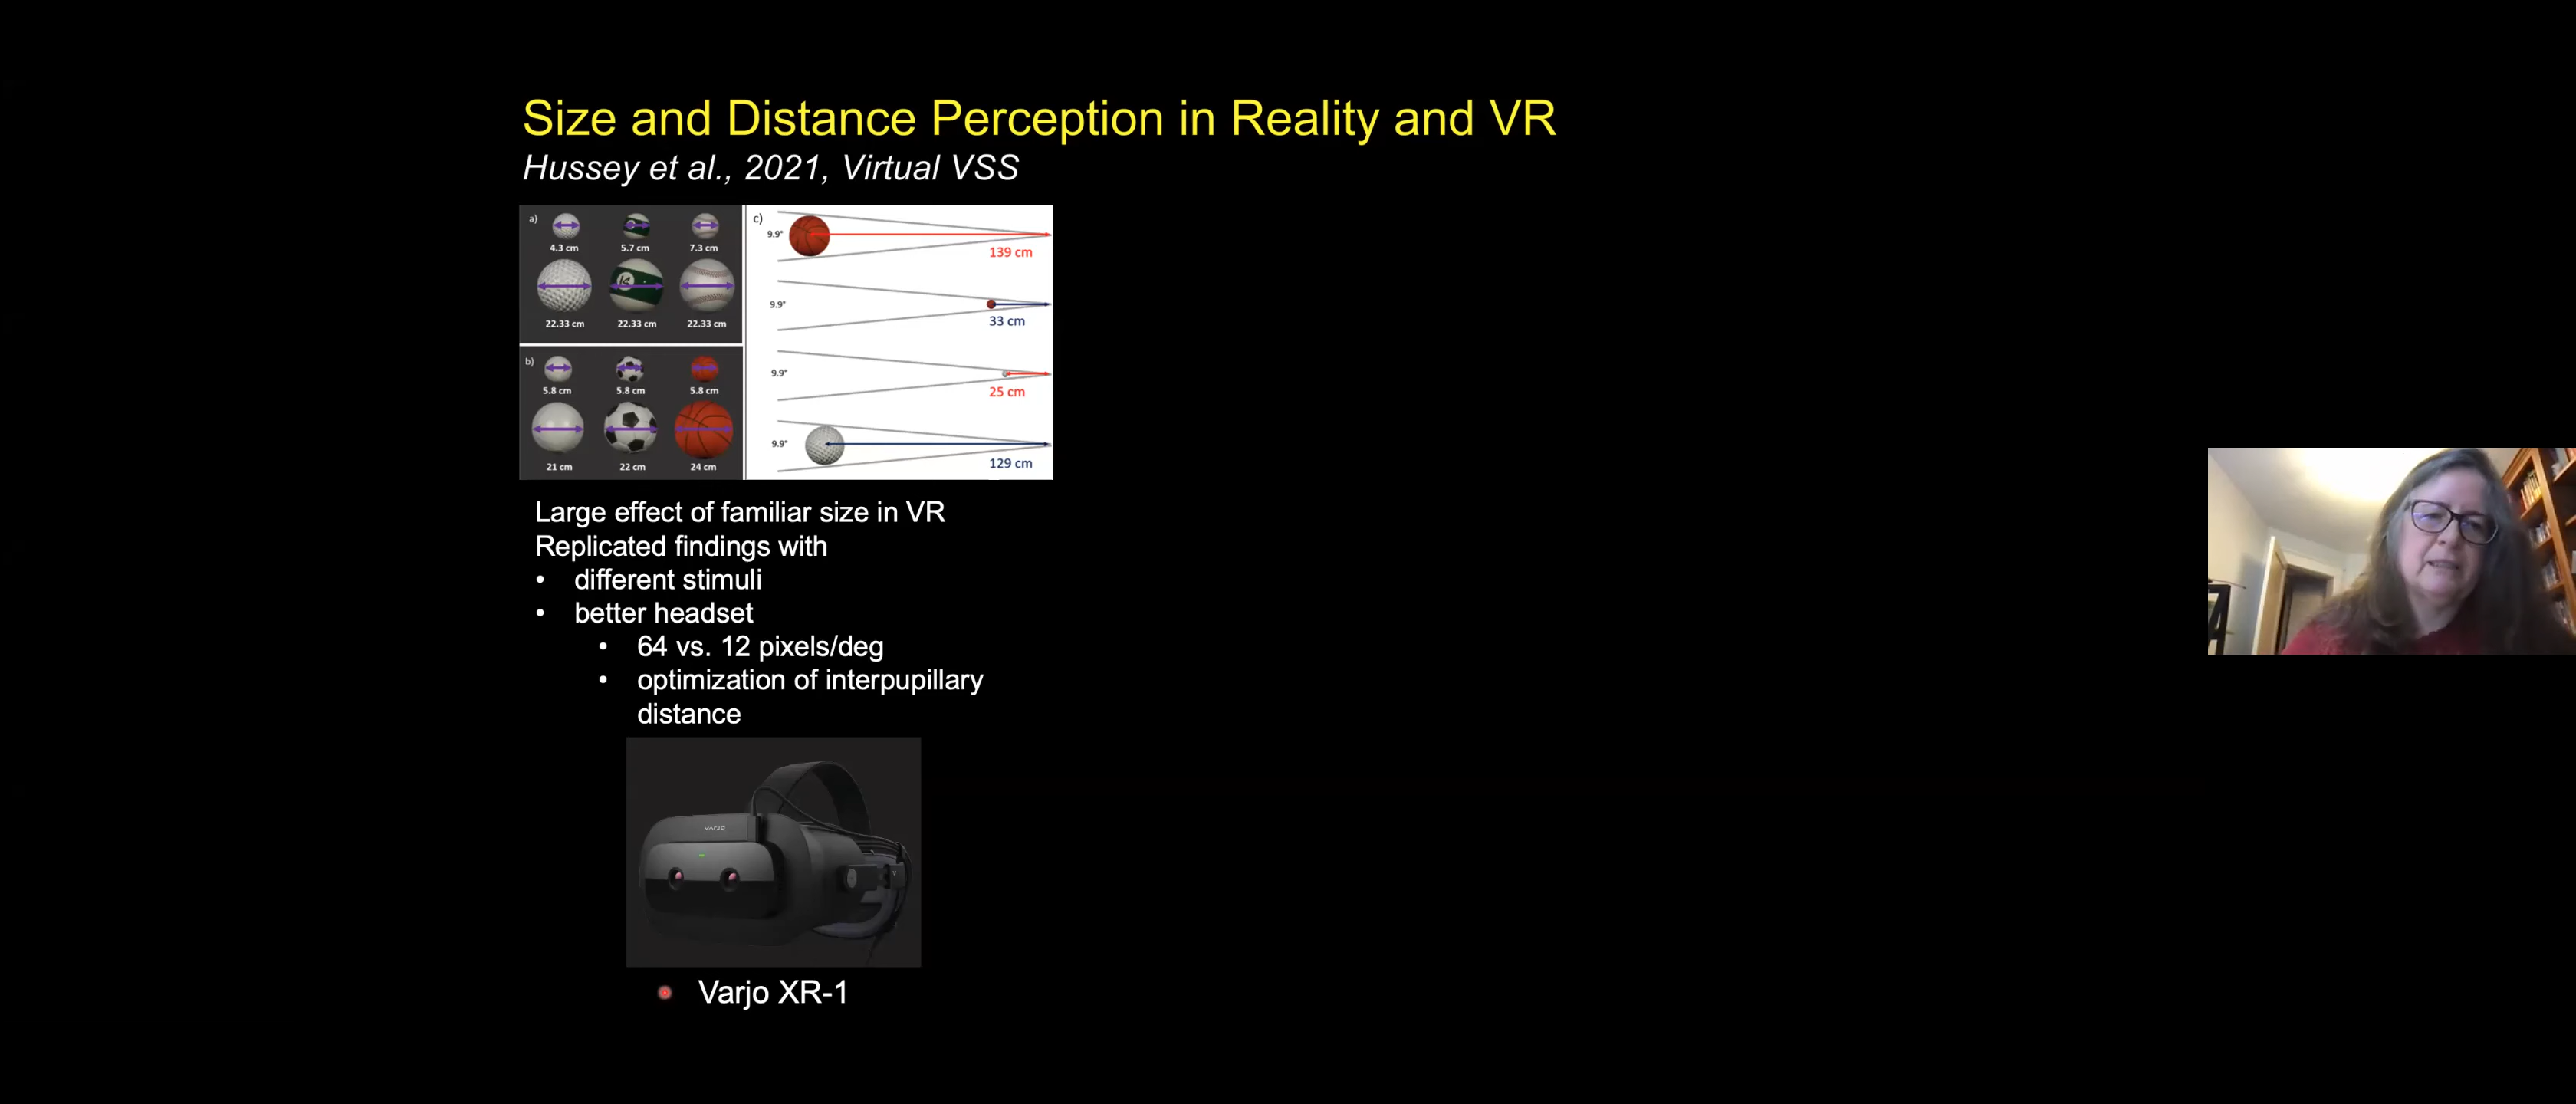 Size and Distance Perception in Reality and VR
Hussey et al., 2021, Virtual VSS
a)
4.3 cm 5.7 cm 7.3 cm
22.33 cm 22.33 cm 22.33 cm
b)
5.8 cm 5.8 cm 5.8 cm
21 cm 22 cm 24 cm
c)
9.9°
139 cm
9.9°
33 cm
9.9°
25 cm
9.9°
129 cm
Large effect of familiar size in VR
Replicated findings with
• different stimuli
• better headset
• 64 vs. 12 pixels/deg
• optimization of interpupillary
distance
VARJO
Varjo XR-1